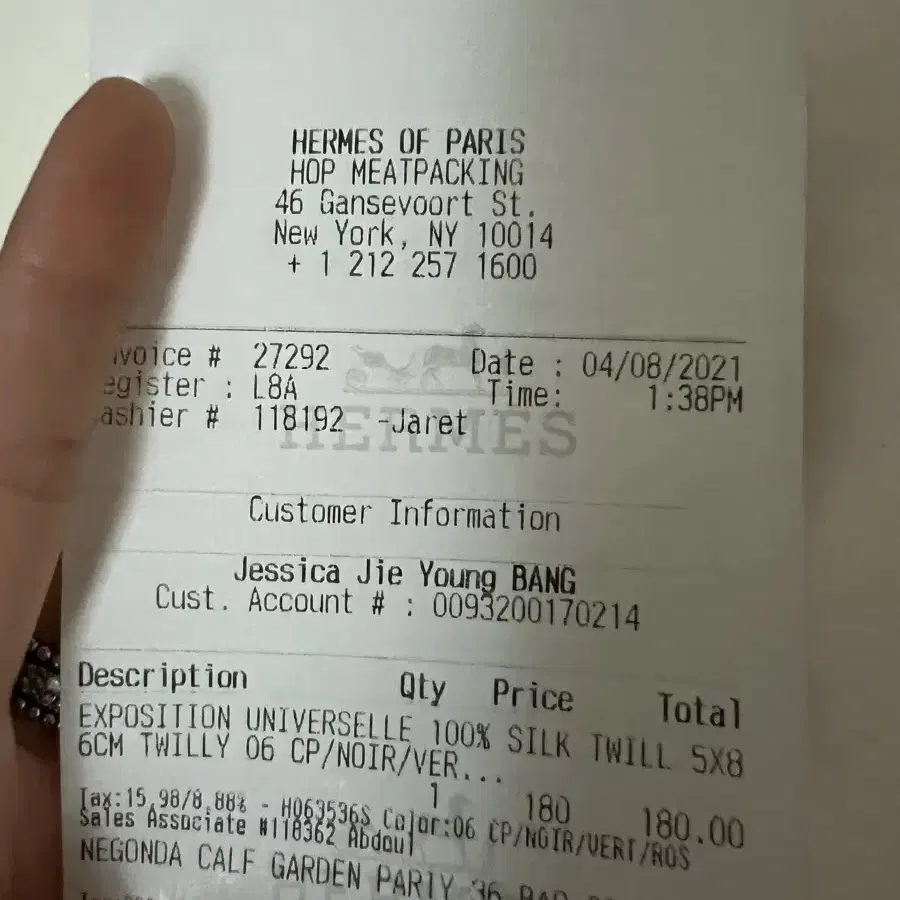 HERMES OF PARIS
HOP MEATPACKING
46 Gansevoort St.
New York, NY 10014
+ 1 212 257 1600
voice # 27292 Date : 04/08/2021
egister : L8A Time: 1:38PM
ashier # 118192 -Jaret
HERMES
Customer Information
Jessica Jie Young BANG
Cust. Account # : 0093200170214
Description Qty Price Total
EXPOSITION UNIVERSELLE 100% SILK TWILL 5X8
6CM TWILLY 06 CP/NOIR/VER...
1 180 180.00
Tax:15,98/8,88% - H063536S Color:06 CP/NOIR/VERT/ROS
Sales Associate #118362 Abdoul
NEGONDA CALF GARDEN PARTY 36